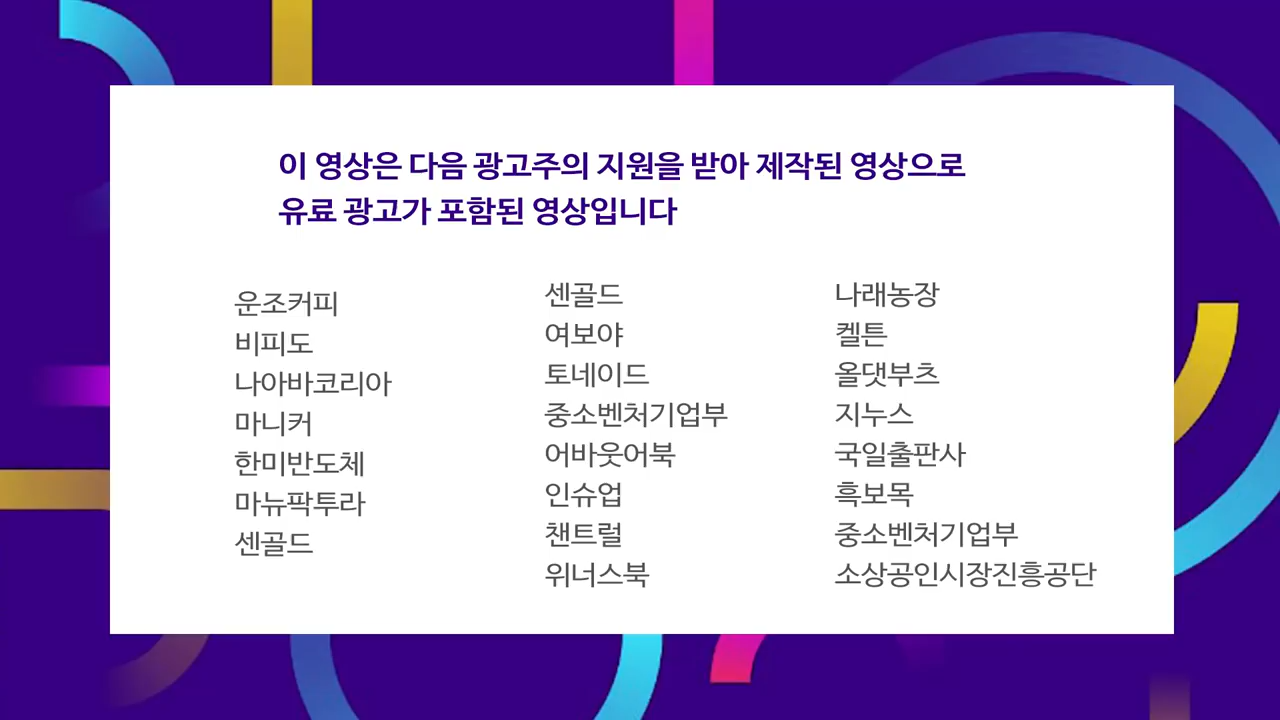 이 영상은 다음 광고주의 지원을 받아 제작된 영상으로
유료 광고가 포함된 영상입니다
운조커피
비피도
나아바코리아
마니커
한미반도체
마뉴팍투라
센골드
센골드
여보야
토네이드
중소벤처기업부
어바웃어북
인슈업
챈트럴
위너스북
나래농장
켈튼
올댓부츠
지누스
국일출판사
흑보목
중소벤처기업부
소상공인시장진흥공단